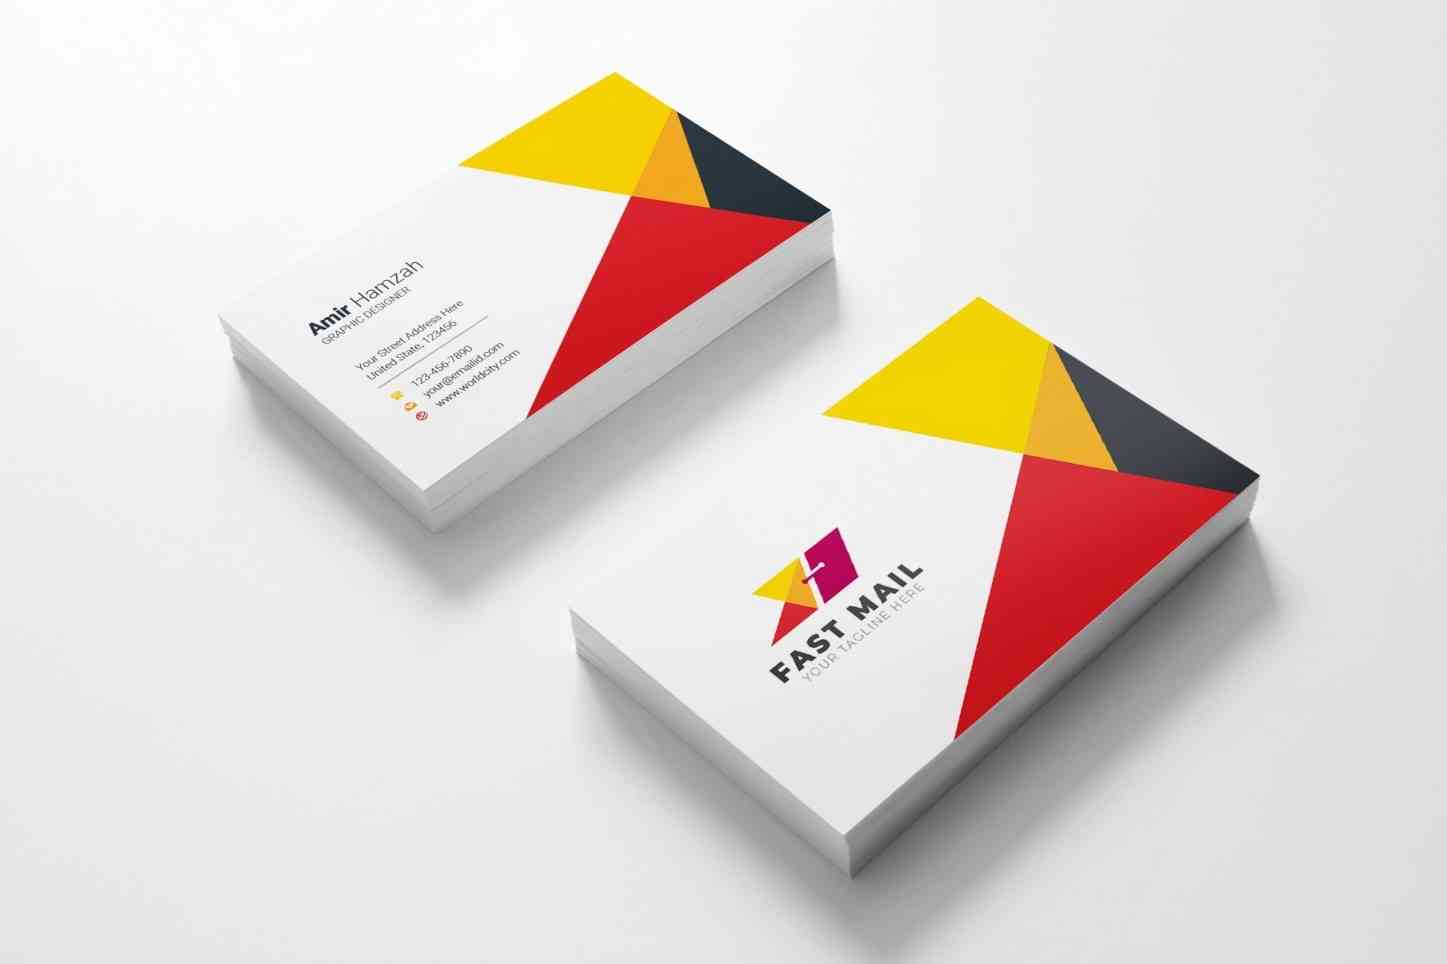 Amir Hamzah
GRAPHIC DESIGNER
Your Street Address Here
United State, 123456
123-456-7890
your@emailid.com
www.worldcity.com
FAST MAIL
YOUR TAGLINE HERE